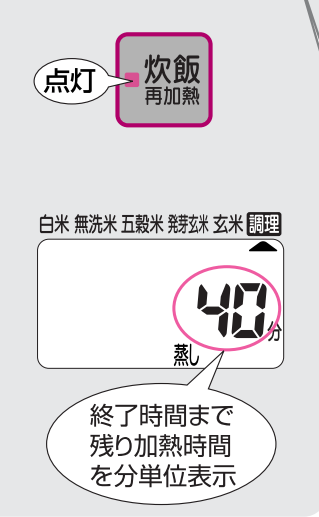 点灯
炊飯
再加熱
白米 無洗米 五穀米 発芽玄米 玄米 調理
40分
蒸し
終了時間まで
残り加熱時間
を分単位表示